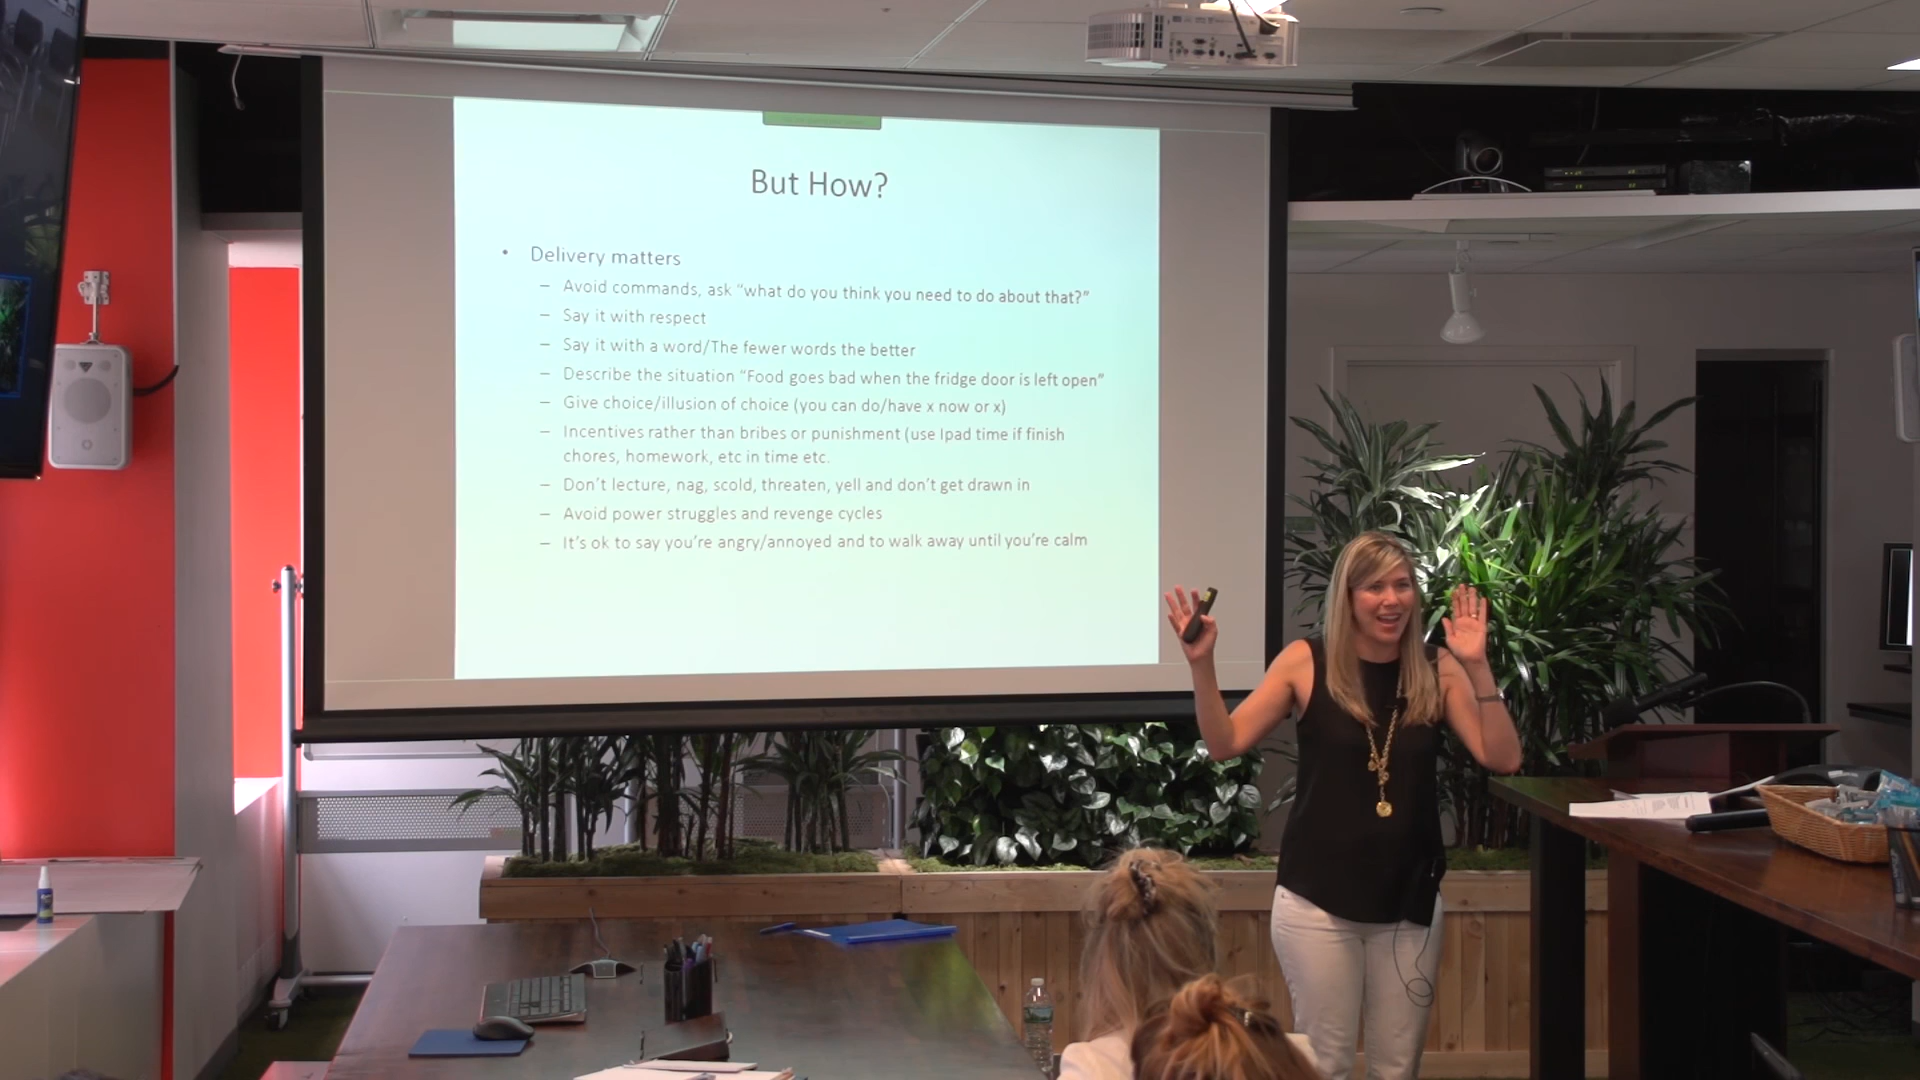 But How?
• Delivery matters
– Avoid commands, ask “what do you think you need to do about that?”
– Say it with respect
– Say it with a word/The fewer words the better
– Describe the situation “Food goes bad when the fridge door is left open”
– Give choice/illusion of choice (you can do/have x now or x)
– Incentives rather than bribes or punishment (use Ipad time if finish
chores, homework, etc in time etc.
– Don’t lecture, nag, scold, threaten, yell and don’t get drawn in
– Avoid power struggles and revenge cycles
– It’s ok to say you’re angry/annoyed and to walk away until you’re calm